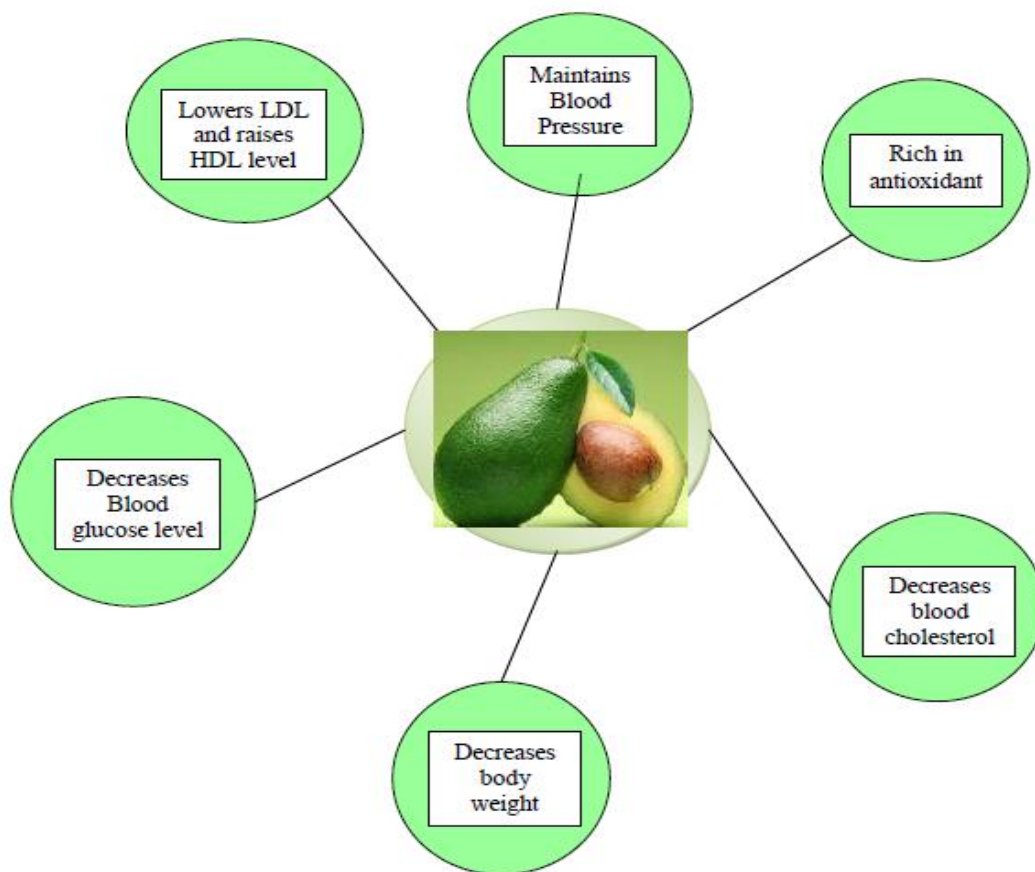 Lowers LDL
and raises
HDL level
Maintains
Blood
Pressure
Rich in
antioxidant
Decreases
Blood
glucose level
Decreases
blood
cholesterol
Decreases
body
weight